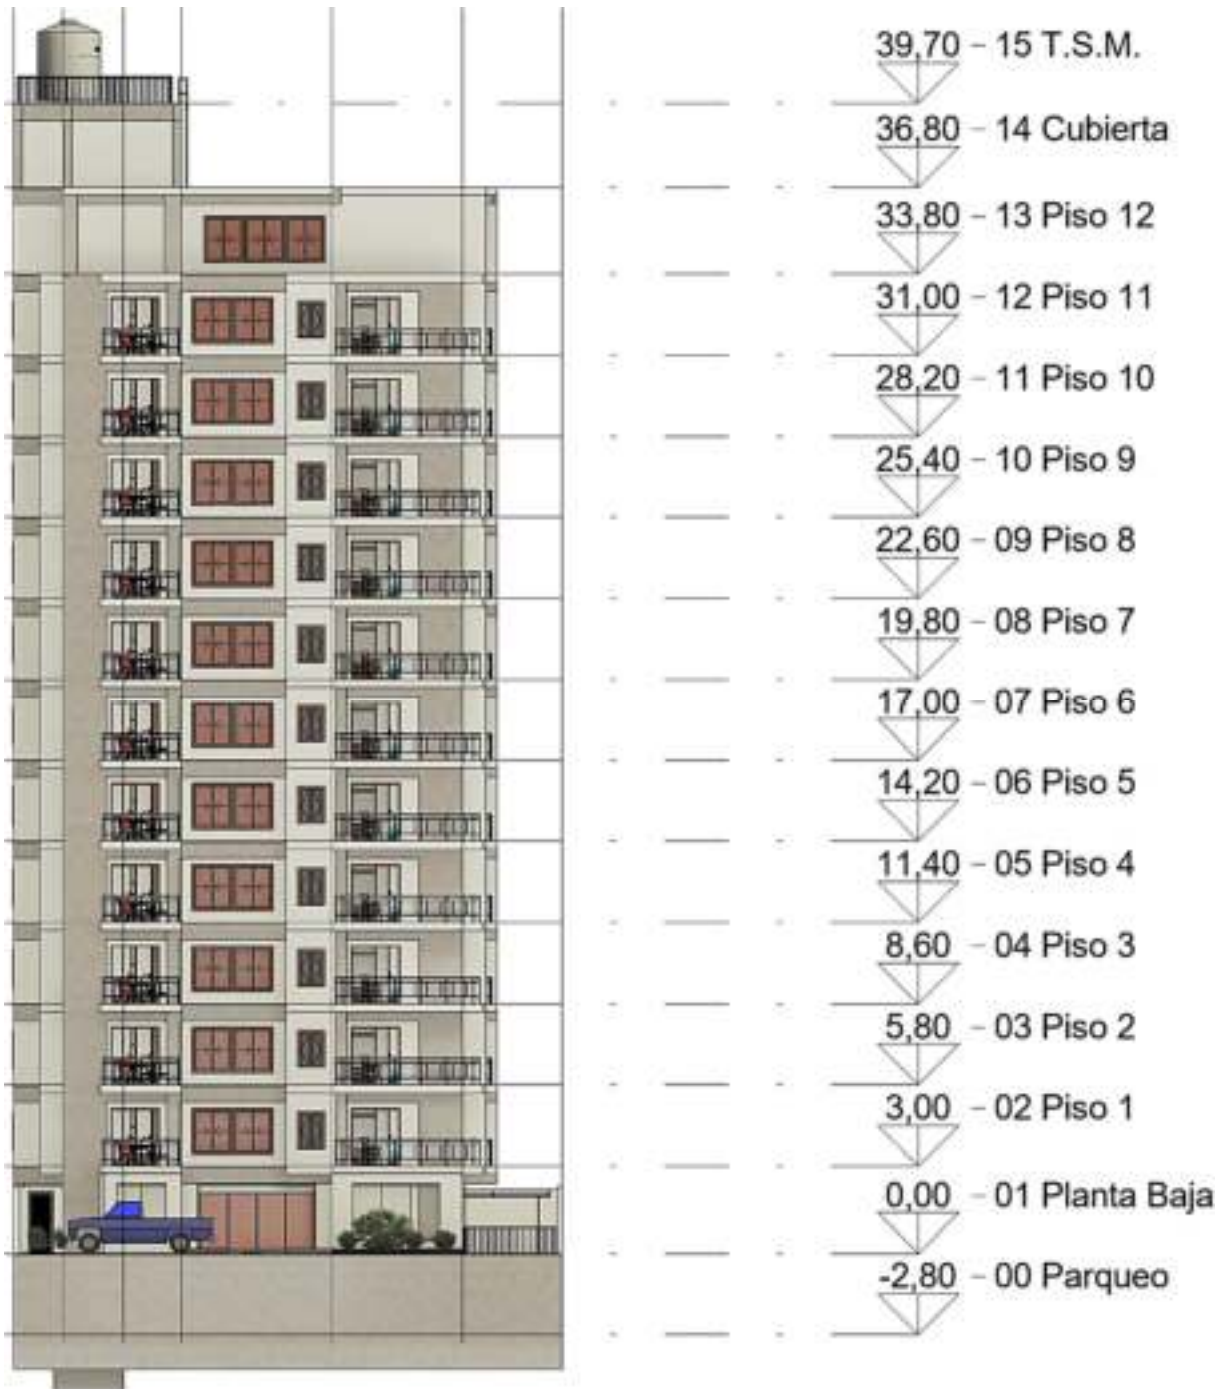 39,70 – 15 T.S.M.
36,80 – 14 Cubierta
33,80 – 13 Piso 12
31,00 – 12 Piso 11
28,20 – 11 Piso 10
25,40 – 10 Piso 9
22,60 – 09 Piso 8
19,80 – 08 Piso 7
17,00 – 07 Piso 6
14,20 – 06 Piso 5
11,40 – 05 Piso 4
8,60 – 04 Piso 3
5,80 – 03 Piso 2
3,00 – 02 Piso 1
0,00 – 01 Planta Baja
-2,80 – 00 Parqueo